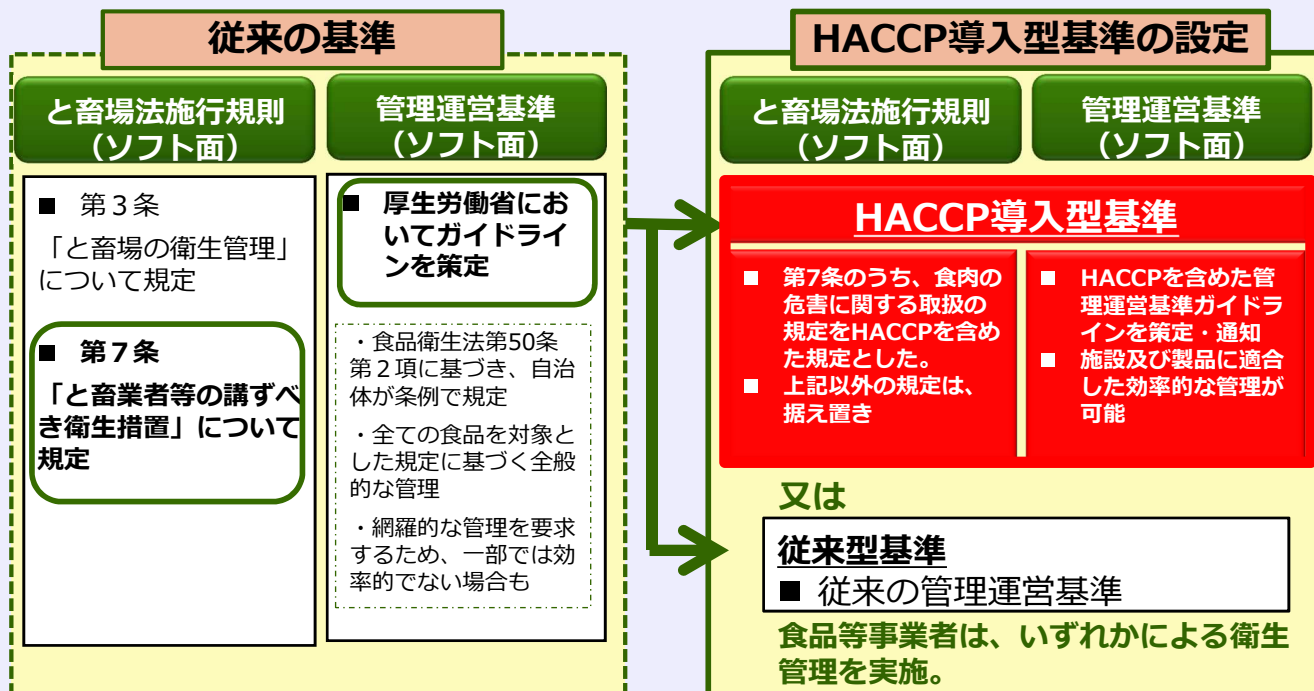 従来の基準
と畜場法施行規則
（ソフト面）
管理運営基準
（ソフト面）
■ 第３条
「と畜場の衛生管理」
について規定
■ 第７条
「と畜業者等の講ずべ
き衛生措置」について
規定
■ 厚生労働省にお
いてガイドライ
ンを策定
・食品衛生法第50条
第２項に基づき、自治
体が条例で規定
・全ての食品を対象と
した規定に基づく全般
的な管理
・網羅的な管理を要求
するため、一部では効
率的でない場合も
HACCP導入型基準の設定
と畜場法施行規則
（ソフト面）
管理運営基準
（ソフト面）
HACCP導入型基準
■ 第7条のうち、食肉の
危害に関する取扱の
規定をHACCPを含め
た規定とした。
■ 上記以外の規定は、
据え置き
■ HACCPを含めた管
理運営基準ガイドラ
インを策定・通知
■ 施設及び製品に適合
した効率的な管理が
可能
又は
従来型基準
■ 従来の管理運営基準
食品等事業者は、いずれかによる衛生
管理を実施。